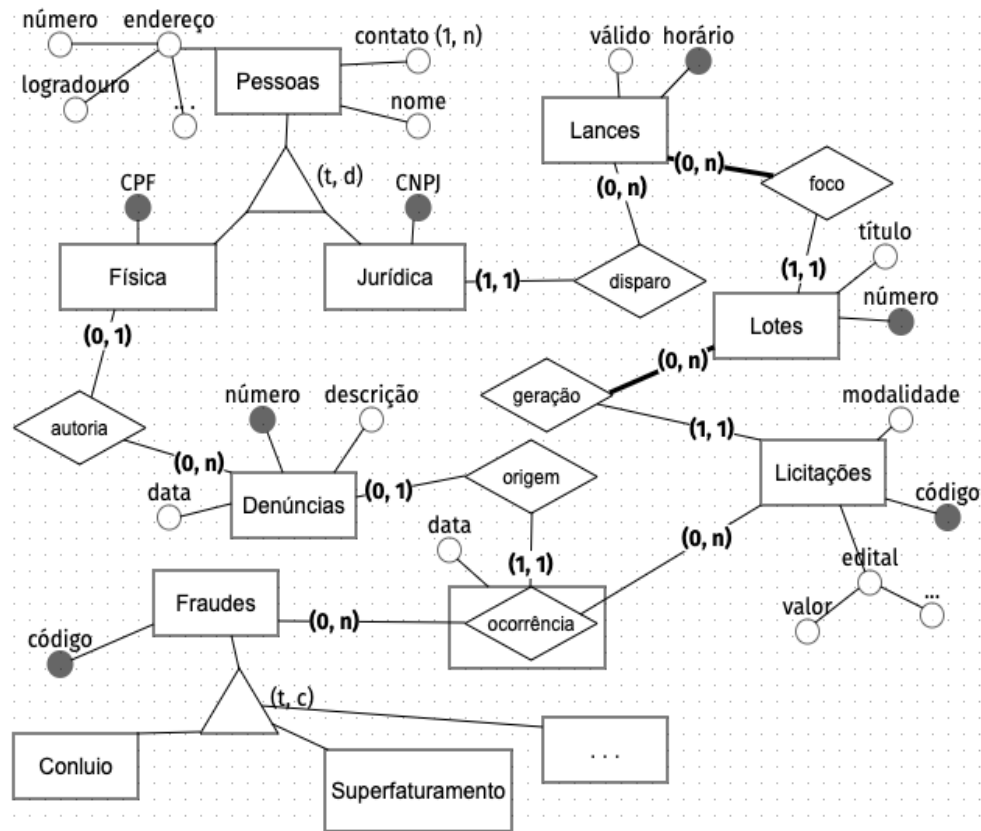 número
endereço
logradouro
...
Pessoas
contato (1, n)
nome
(t, d)
CPF
CNPJ
Física
Jurídica
válido
horário
Lances
(0, n)
(0, n)
foco
(1, 1)
disparo
(1, 1)
título
número
Lotes
(0, n)
geração
(1, 1)
modalidade
Licitações
código
edital
valor
...
(0, n)
(0, 1)
autoria
(0, n)
número
descrição
data
Denúncias
(0, 1)
origem
(1, 1)
data
ocorrência
(0, n)
Fraudes
código
(t, c)
Conluio
Superfaturamento
...